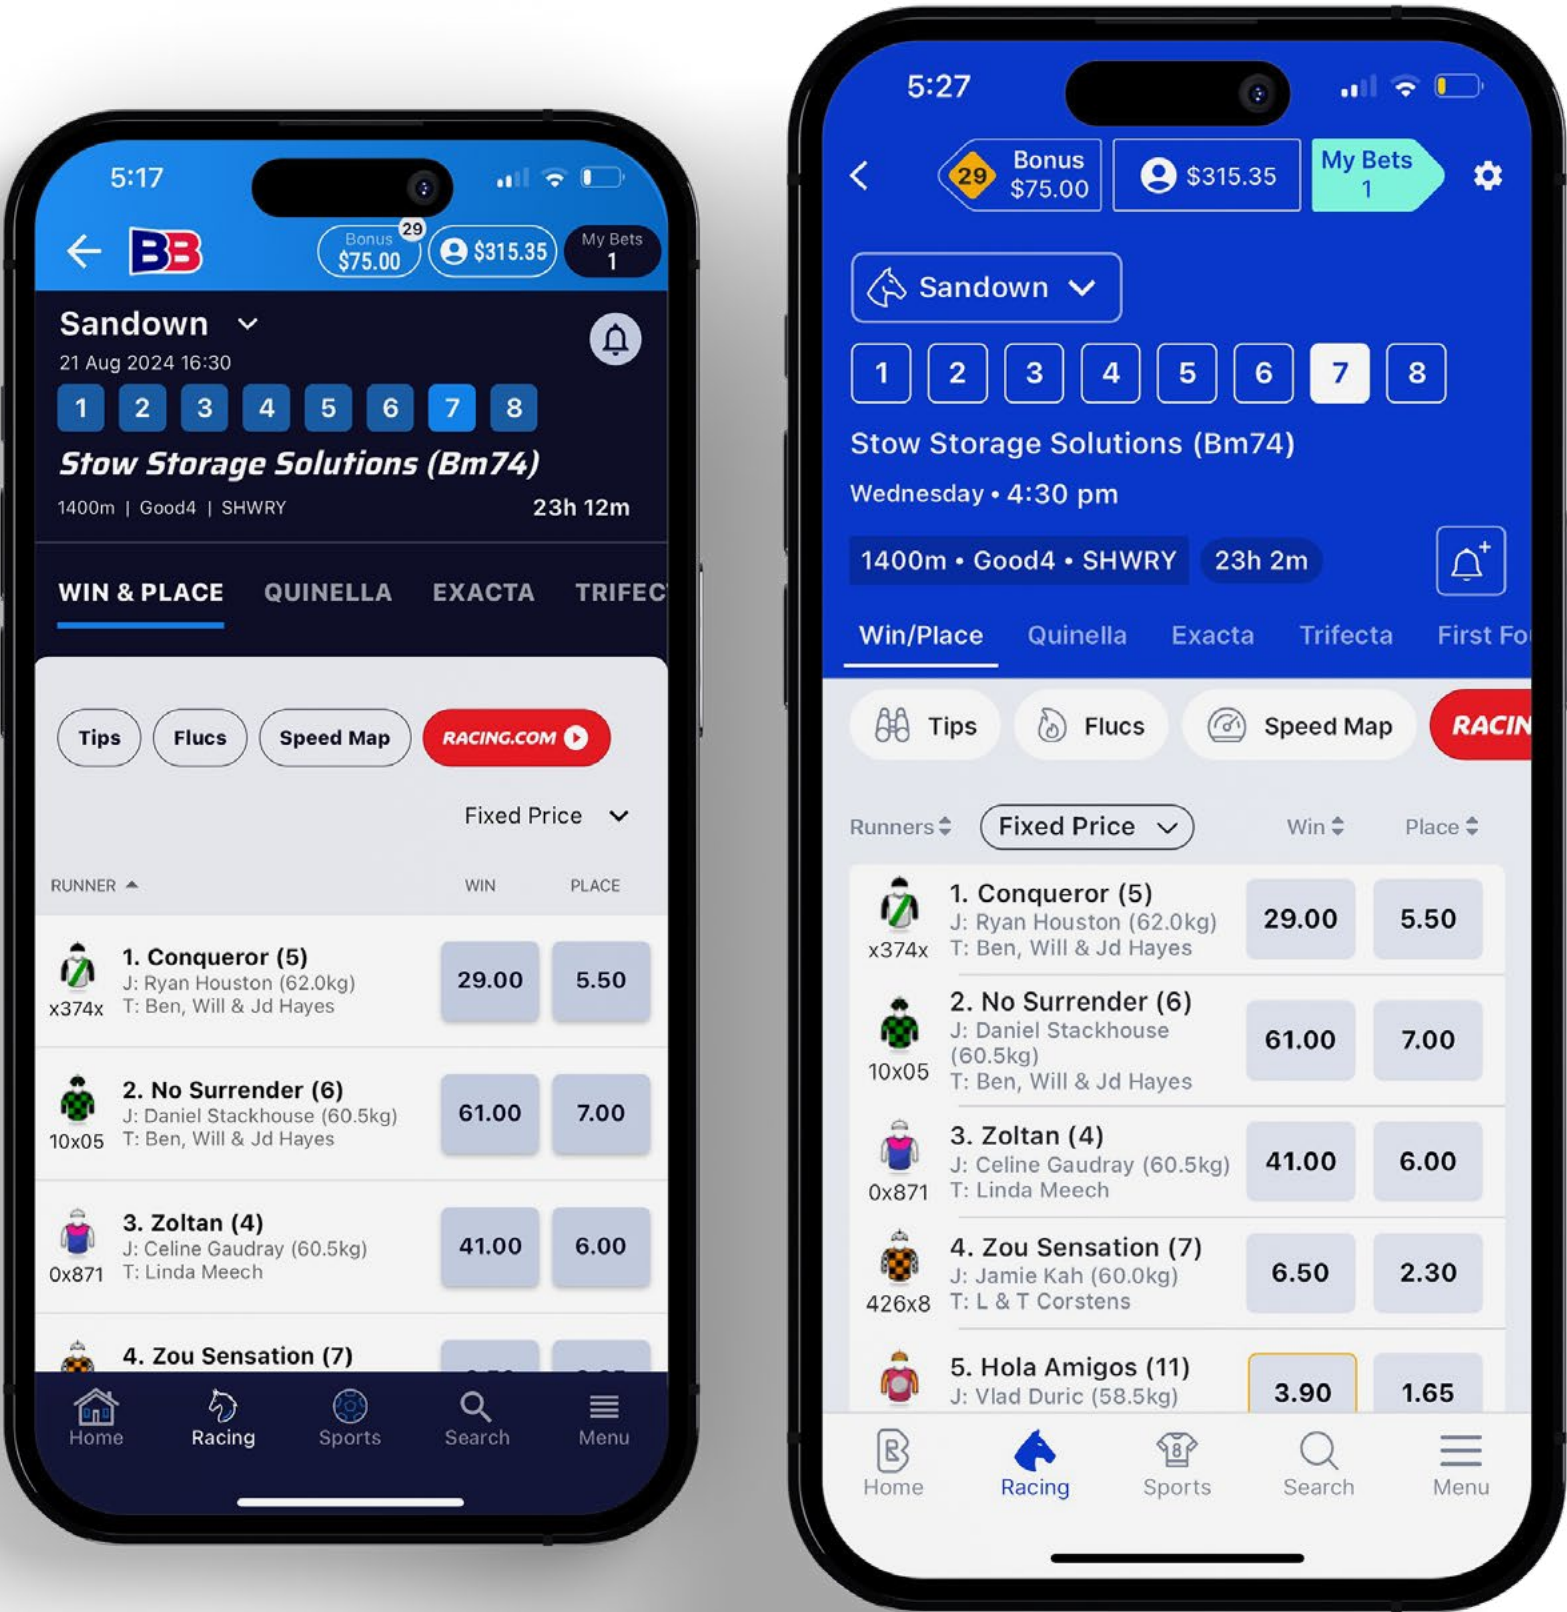 5:17
BB
Bonus
$75.00
29
$315.35
My Bets
1
Sandown
21 Aug 2024 16:30
1 2 3 4 5 6 7 8
Stow Storage Solutions (Bm74)
1400m | Good4 | SHWRY
23h 12m
WIN & PLACE QUINELLA EXACTA TRIFEC
Tips Flucs Speed Map RACING.COM
Fixed Price
RUNNER WIN PLACE
1. Conqueror (5)
J: Ryan Houston (62.0kg)
T: Ben, Will & Jd Hayes
x374x
29.00 5.50
2. No Surrender (6)
J: Daniel Stackhouse (60.5kg)
T: Ben, Will & Jd Hayes
10x05
61.00 7.00
3. Zoltan (4)
J: Celine Gaudray (60.5kg)
T: Linda Meech
0x871
41.00 6.00
4. Zou Sensation (7)
Home Racing Sports Search Menu
5:27
29
Bonus
$75.00
$315.35
My Bets
1
Sandown
1 2 3 4 5 6 7 8
Stow Storage Solutions (Bm74)
Wednesday • 4:30 pm
1400m • Good4 • SHWRY 23h 2m
Win/Place Quinella Exacta Trifecta First Fo
Tips Flucs Speed Map RACIN
Runners Fixed Price Win Place
1. Conqueror (5)
J: Ryan Houston (62.0kg)
T: Ben, Will & Jd Hayes
x374x
29.00 5.50
2. No Surrender (6)
J: Daniel Stackhouse
(60.5kg)
T: Ben, Will & Jd Hayes
10x05
61.00 7.00
3. Zoltan (4)
J: Celine Gaudray (60.5kg)
T: Linda Meech
0x871
41.00 6.00
4. Zou Sensation (7)
J: Jamie Kah (60.0kg)
T: L & T Corstens
426x8
6.50 2.30
5. Hola Amigos (11)
J: Vlad Duric (58.5kg)
3.90 1.65
Home Racing Sports Search Menu